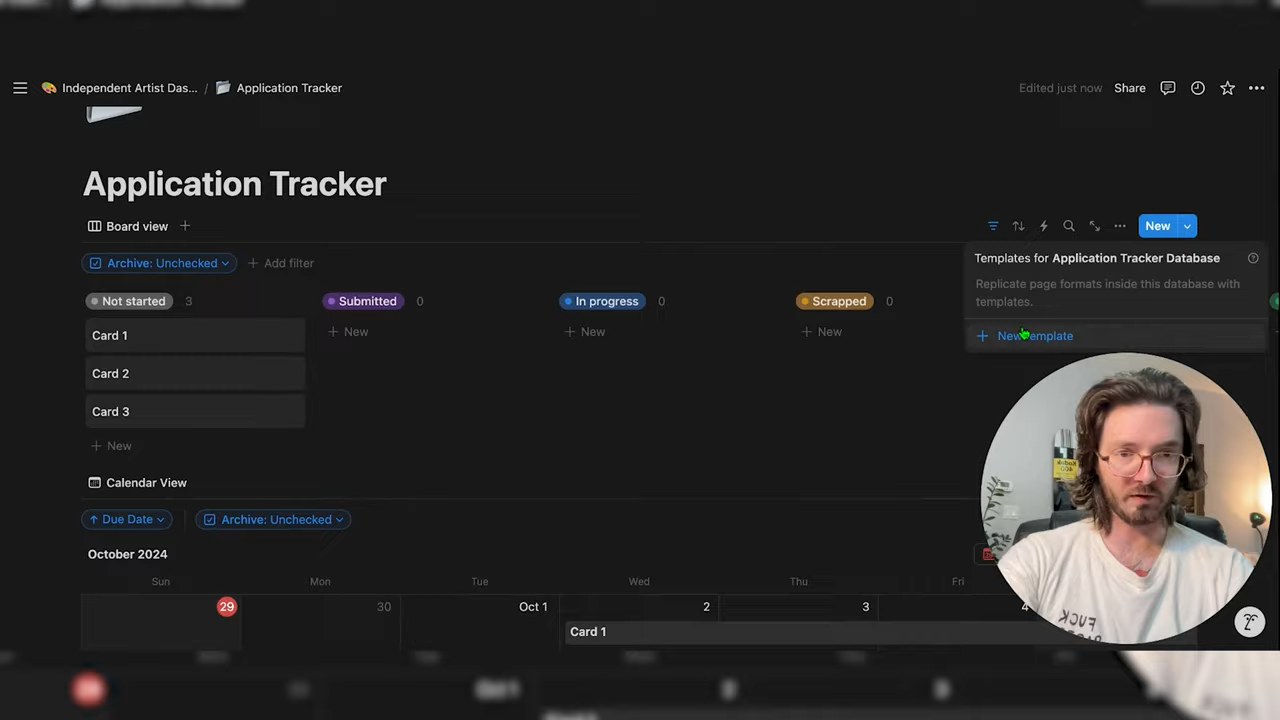 Independent Artist Das... / Application Tracker
Edited just now Share
Application Tracker
Board view
New
Archive: Unchecked
Add filter
Templates for Application Tracker Database
Replicate page formats inside this database with
templates.
New template
Not started 3
Submitted 0
In progress 0
Scrapped 0
Card 1
New
New
New
Card 2
Card 3
New
Calendar View
Due Date
Archive: Unchecked
October 2024
Sun Mon Tue Wed Thu Fri
29 30 Oct 1 2 3 4
Card 1
Kodak
400
FUCK